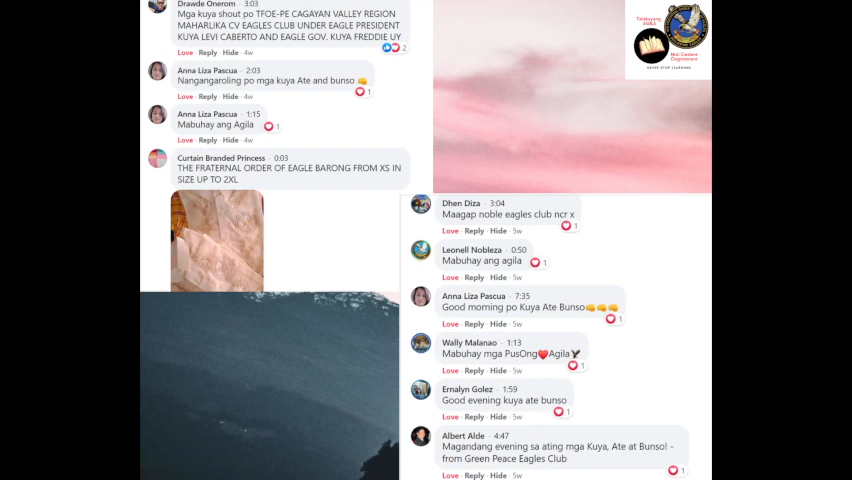 Drawde Onerom · 3:03
Mga kuya shout po TFOE-PE CAGAYAN VALLEY REGION
MAHARLIKA CV EAGLES CLUB UNDER EAGLE PRESIDENT
KUYA LEVI CABERTO AND EAGLE GOV. KUYA FREDDIE UY
2
Love · Reply · Hide · 4w
Anna Liza Pascua · 2:03
Nangangaroling po mga kuya Ate and bunso 👊
1
Love · Reply · Hide · 4w
Anna Liza Pascua · 1:15
Mabuhay ang Agila
1
Love · Reply · Hide · 4w
Curtain Branded Princess · 0:03
THE FRATERNAL ORDER OF EAGLE BARONG FROM XS IN
SIZE UP TO 2XL
Talakayang
AGILA
NEVER STOP LEARNING
Dhen Diza · 3:04
Maagap noble eagles club ncr x
1
Love · Reply · Hide · 5w
Leonell Nobleza · 0:50
Mabuhay ang agila
1
Love · Reply · Hide · 5w
Anna Liza Pascua · 7:35
Good morning po Kuya Ate Bunso👊👊👊
1
Love · Reply · Hide · 5w
Wally Malanao · 1:13
Mabuhay mga PusOng❤️Agila🦅
1
Love · Reply · Hide · 5w
Ernalyn Golez · 1:59
Good evening kuya ate bunso
1
Love · Reply · Hide · 5w
Albert Alde · 4:47
Magandang evening sa ating mga Kuya, Ate at Bunso! -
from Green Peace Eagles Club
1
Love · Reply · Hide · 5w